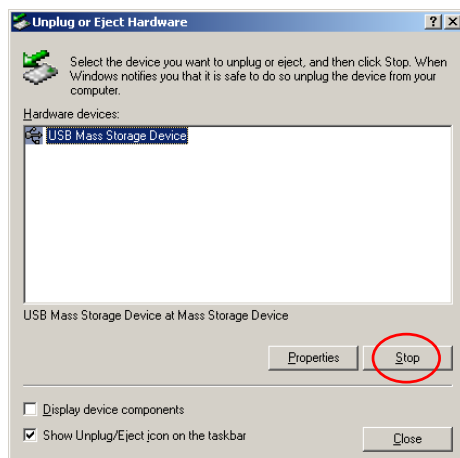 Unplug or Eject Hardware
Select the device you want to unplug or eject, and then click Stop. When
Windows notifies you that it is safe to do so unplug the device from your
computer.
Hardware devices:
USB Mass Storage Device
USB Mass Storage Device at Mass Storage Device
Properties Stop
Display device components
Show Unplug/Eject icon on the taskbar
Close